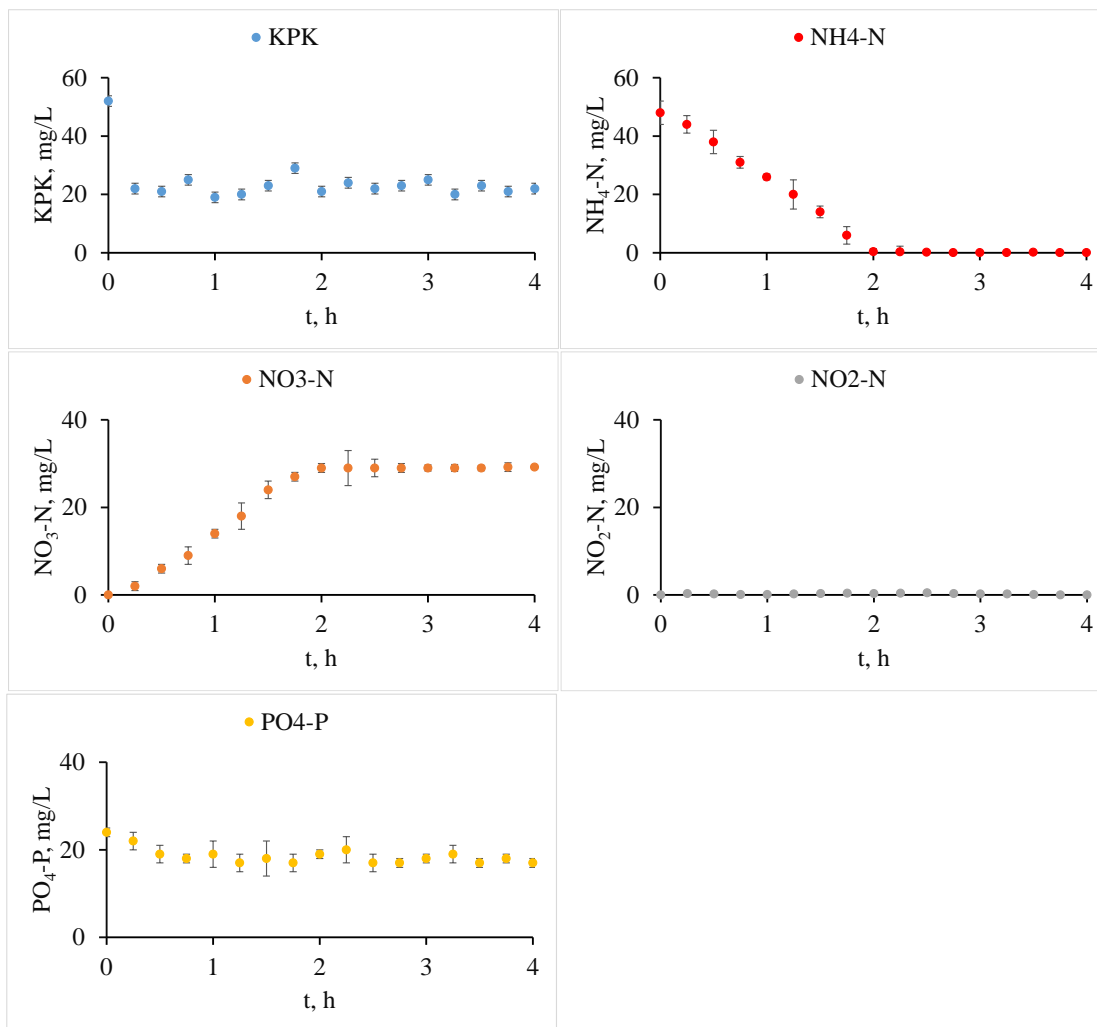 KPK
KPK, mg/L
60
40
20
0
0 1 2 3 4
t, h
NH4-N
NH₄-N, mg/L
60
40
20
0
0 1 2 3 4
t, h
NO3-N
NO₃-N, mg/L
40
20
0
0 1 2 3 4
t, h
NO2-N
NO₂-N, mg/L
40
20
0
0 1 2 3 4
t, h
PO4-P
PO₄-P, mg/L
40
20
0
0 1 2 3 4
t, h